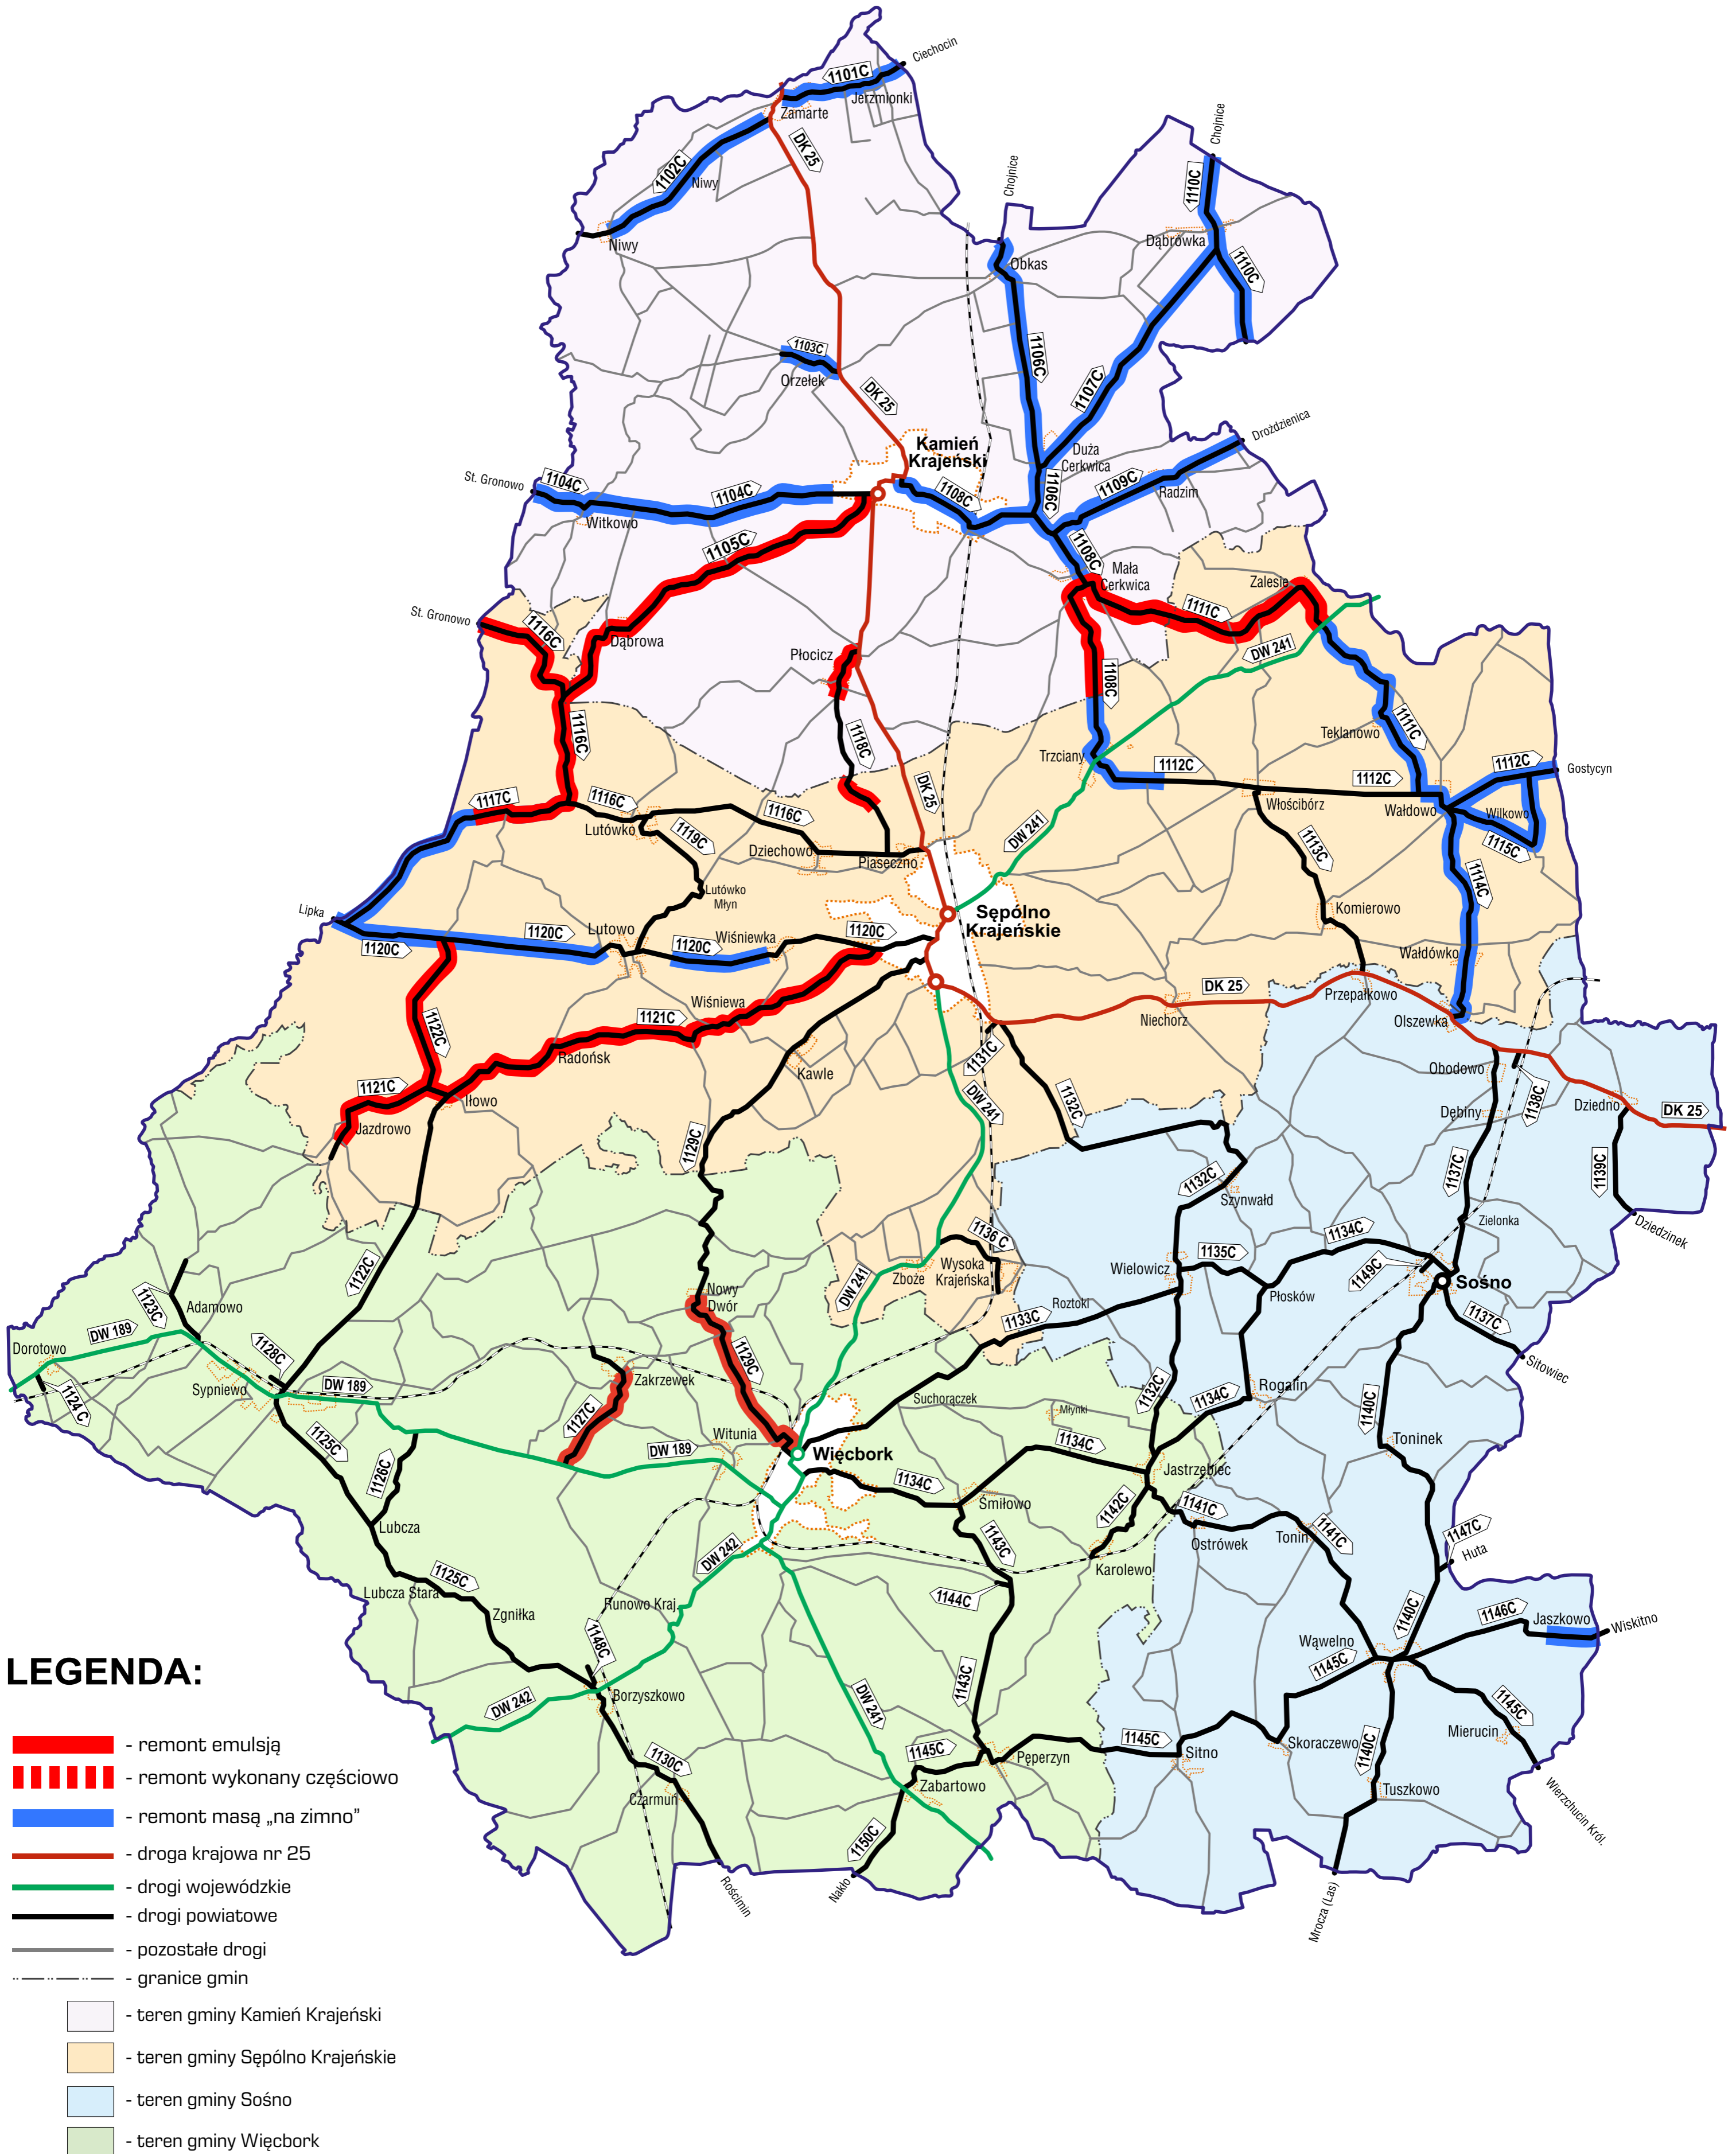 Ciechocin
1101C
Jerzmionki
Zamarte
Chojnice
DK 25
Chojnice
1102C
Niwy
1110C
Niwy
Dąbrówka
Obkas
1110C
1103C
1106C
Orzełek
1107C
DK 25
Kamień
Krajeński
Drożdzienica
Duża
Cerkwica
St. Gronowo
1104C
1104C
1108C
1106C
1109C
Radzim
Witkowo
1105C
1108C
Mała
Cerkwica
Zalesie
St. Gronowo
1116C
1111C
Dąbrowa
Płocicz
DW 241
1108C
1116C
1118C
Teklanowo
1111C
Trzciany
1112C
1112C
1112C
Gostycyn
DK 25
1117C
1116C
1116C
Włościbórz
Wałdowo
Wilkowo
Lutówko
1119C
DW 241
Dziechowo
Piaseczno
1113C
1115C
Lutówko
Młyn
1114C
Lipka
Sępólno
Krajeńskie
Komierowo
1120C
1120C
Lutowo
1120C
Wiśniewka
1120C
Wałdówko
Wiśniewa
DK 25
Przepałkowo
1122C
1121C
Niechorz
Olszewka
Radońsk
1131C
Kawle
Obodowo
1121C
Iłowo
DW 241
1132C
1138C
Dziedno
DK 25
Jazdrowo
Dębiny
1129C
1137C
1139C
1132C
Szynwałd
Zielonka
Dziedzinek
1136 C
1134C
1122C
Zboże
Wysoka
Krajeńska
Wielowicz
1135C
1149C
Sośno
1123C
Adamowo
Nowy
Dwór
DW 241
Roztoki
Płosków
1133C
1137C
DW 189
Dorotowo
1128C
1129C
Sitowiec
1124 C
Sypniewo
DW 189
Zakrzewek
Suchorączek
1132C
Rogalin
1127C
Młynki
1134C
1140C
1125C
Witunia
DW 189
Więcbork
1134C
Toninek
1126C
1134C
Jastrzębiec
Śmiłowo
1142C
1141C
Lubcza
Ostrówek
Tonin
1141C
1147C
Huta
DW 242
1143C
Karolewo
1125C
Lubcza Stara
1144C
Zgniłka
Runowo Kraj.
1140C
1146C
Jaszkowo
Wiskitno
1148C
Wąwelno
1145C
1143C
Borzyszkowo
DW 242
DW 241
1145C
1145C
Mierucin
1140C
Skoraczewo
1130C
1145C
Pęperzyn
Sitno
Zabartowo
Tuszkowo
Czarmuń
Wierzchucin Król.
1150C
Rościmin
Nakło
Mrocza (Las)
LEGENDA:
- remont emulsją
- remont wykonany częściowo
- remont masą „na zimno”
- droga krajowa nr 25
- drogi wojewódzkie
- drogi powiatowe
- pozostałe drogi
- granice gmin
- teren gminy Kamień Krajeński
- teren gminy Sępólno Krajeńskie
- teren gminy Sośno
- teren gminy Więcbork